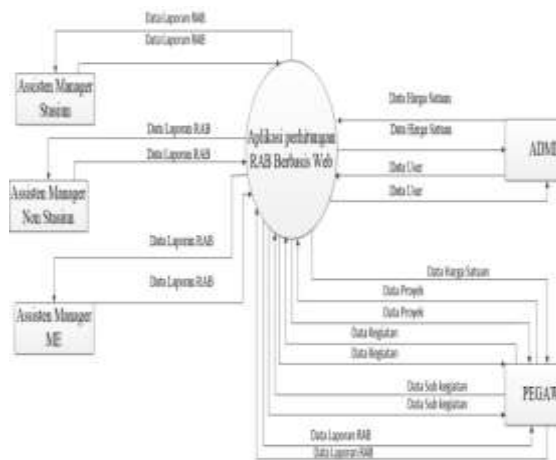 Data Laporan RAB
Data Laporan RAB
Assisten Manager
Stasiun
Aplikasi perhitungan
RAB Berbasis Web
Data Harga Satuan
Data Harga Satuan
ADMI
Data User
Data User
Data Laporan RAB
Data Laporan RAB
Assisten Manager
Non Stasiun
Data Laporan RAB
Data Laporan RAB
Assisten Manager
ME
Data Harga Satuan
Data Proyek
Data Proyek
Data Kegiatan
Data Kegiatan
Data Sub kegiatan
Data Sub kegiatan
PEGAW
Data Laporan RAB
Data Laporan RAB